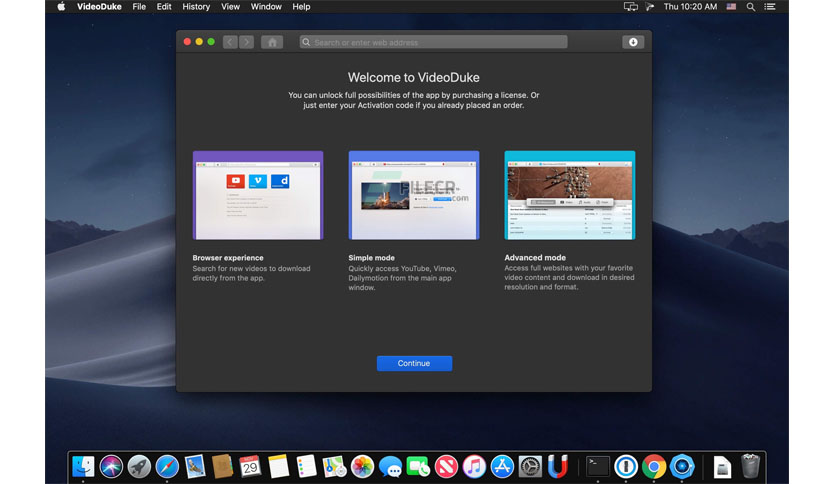 VideoDuke File Edit History View Window Help
Thu 10:20 AM
Search or enter web address
Welcome to VideoDuke
You can unlock full possibilities of the app by purchasing a license. Or
just enter your Activation code if you already placed an order.
FILECR
.com
Browser experience
Search for new videos to download
directly from the app.
Simple mode
Quickly access YouTube, Vimeo,
Dailymotion from the main app
window.
Advanced mode
Access full websites with your favorite
video content and download in desired
resolution and format.
Continue
NOV
29